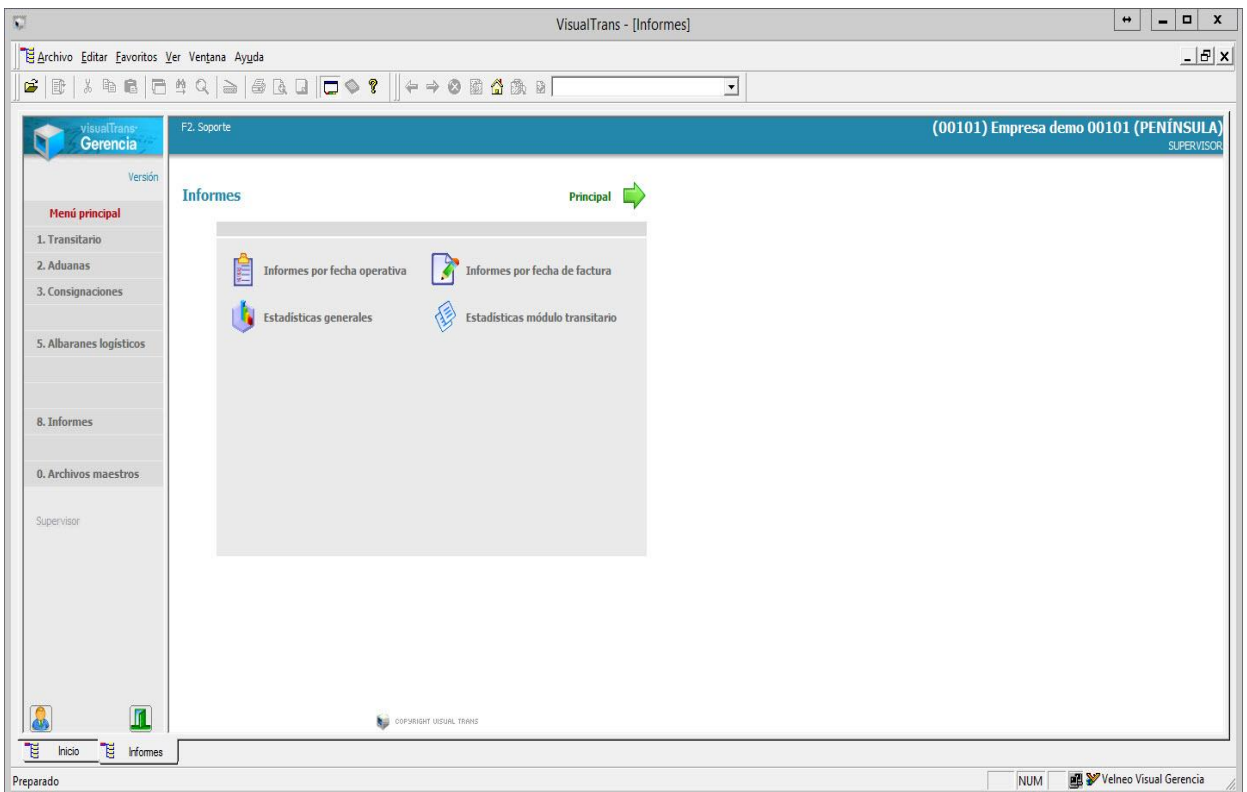 VisualTrans - [Informes]
Archivo Editar Favoritos Ver Ventana Ayuda
visualTrans·
Gerencia
F2. Soporte
(00101) Empresa demo 00101 (PENÍNSULA)
SUPERVISOR
Versión
Informes
Principal
Menú principal
1. Transitario
2. Aduanas
3. Consignaciones
5. Albaranes logísticos
8. Informes
0. Archivos maestros
Supervisor
Informes por fecha operativa
Informes por fecha de factura
Estadísticas generales
Estadísticas módulo transitario
COPYRIGHT VISUAL TRANS
Inicio
Informes
Preparado
NUM
Velneo Visual Gerencia